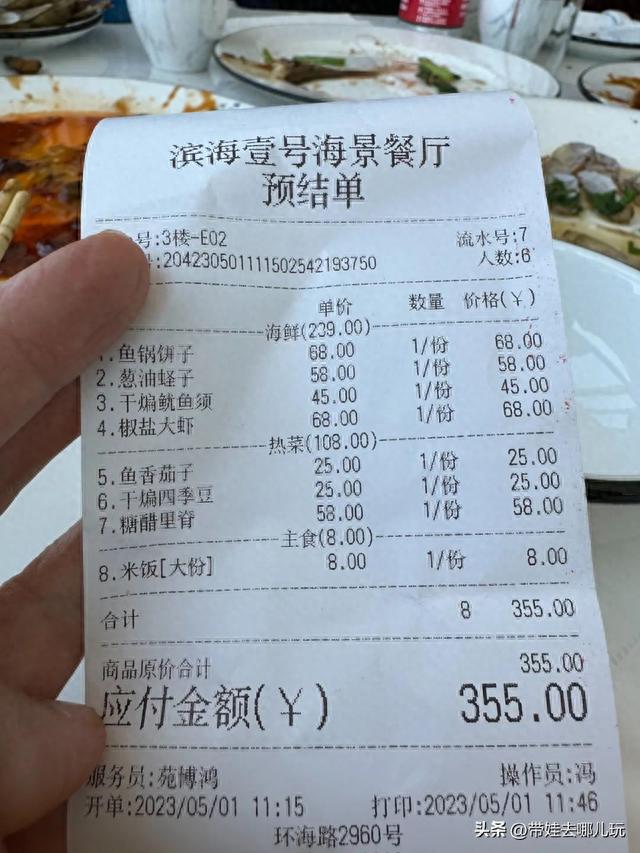 滨海壹号海景餐厅
预结单
号:3楼-E02 流水号:7
:204230501111502542193750 人数:6
单价 数量 价格(¥)
海鲜(239.00)
1.鱼锅饼子 68.00 1/份 68.00
2.葱油蛏子 58.00 1/份 58.00
3.干煸鱿鱼须 45.00 1/份 45.00
4.椒盐大虾 68.00 1/份 68.00
热菜(108.00)
5.鱼香茄子 25.00 1/份 25.00
6.干煸四季豆 25.00 1/份 25.00
7.糖醋里脊 58.00 1/份 58.00
主食(8.00)
8.米饭[大份] 8.00 1/份 8.00
合计 8 355.00
商品原价合计 355.00
应付金额(¥) 355.00
服务员:苑博鸿 操作员:冯
开单:2023/05/01 11:15 打印:2023/05/01 11:46
环海路2960号
头条 @带娃去哪儿玩